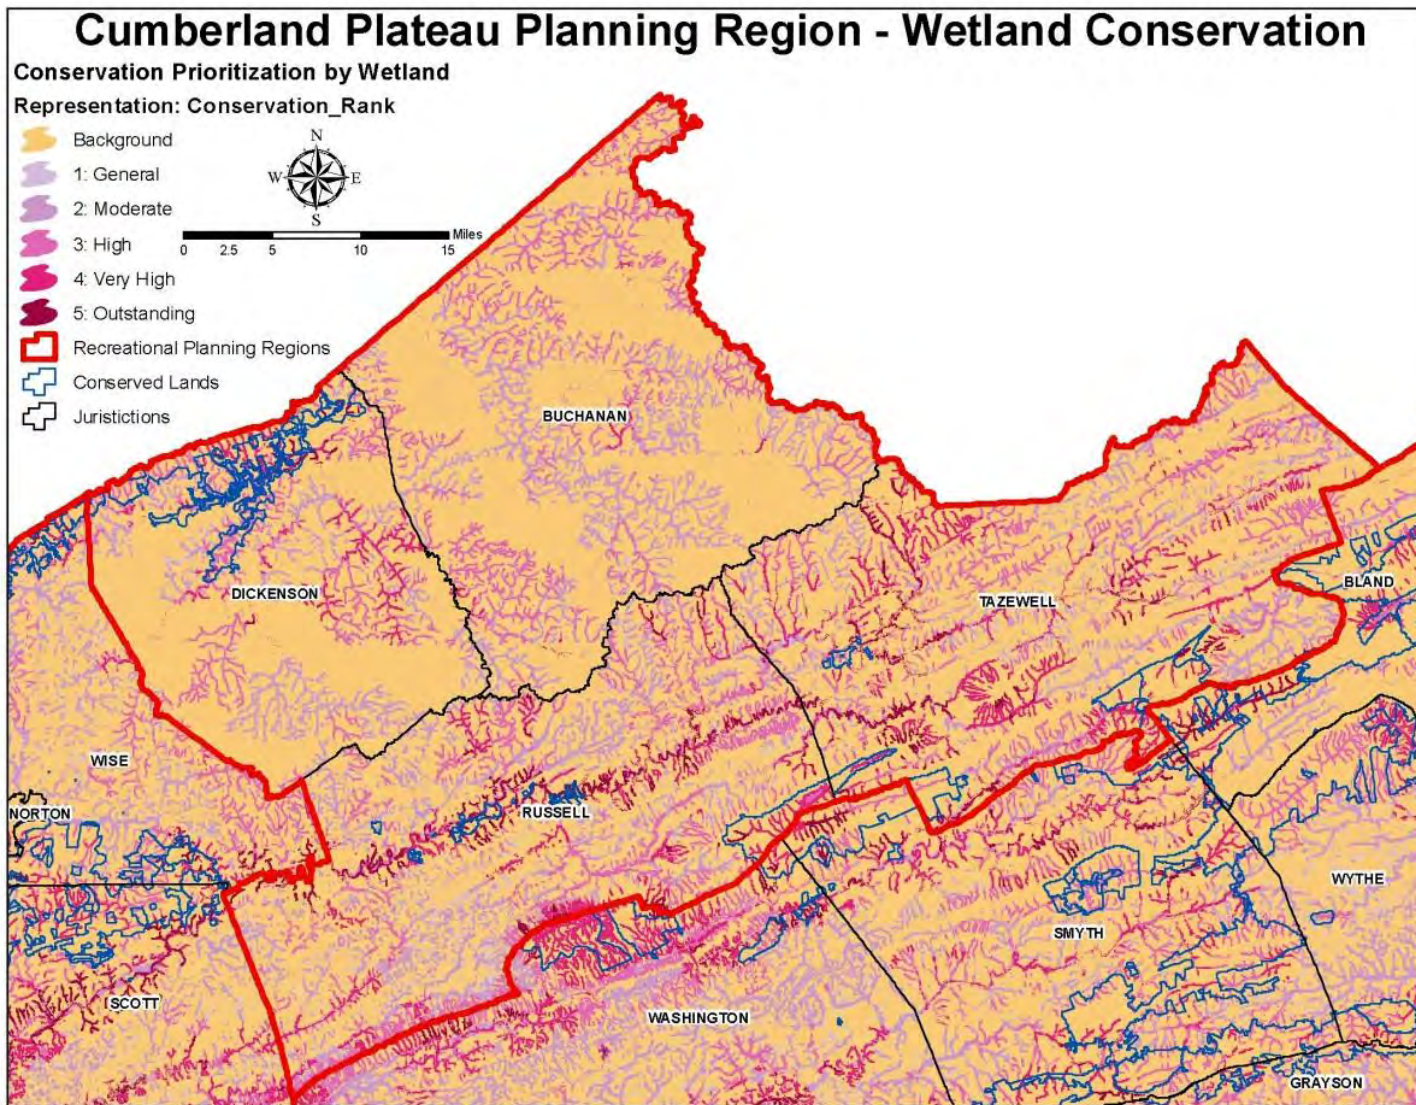 Cumberland Plateau Planning Region - Wetland Conservation
Conservation Prioritization by Wetland
Representation: Conservation_Rank
Background
1: General
2: Moderate
3: High
4: Very High
5: Outstanding
Recreational Planning Regions
Conserved Lands
Juristictions
N
W E
S
Miles
0 2.5 5 10 15
BUCHANAN
DICKENSON
BLAND
TAZEWELL
WISE
NORTON
RUSSELL
WYTHE
SMYTH
SCOTT
WASHINGTON
GRAYSON